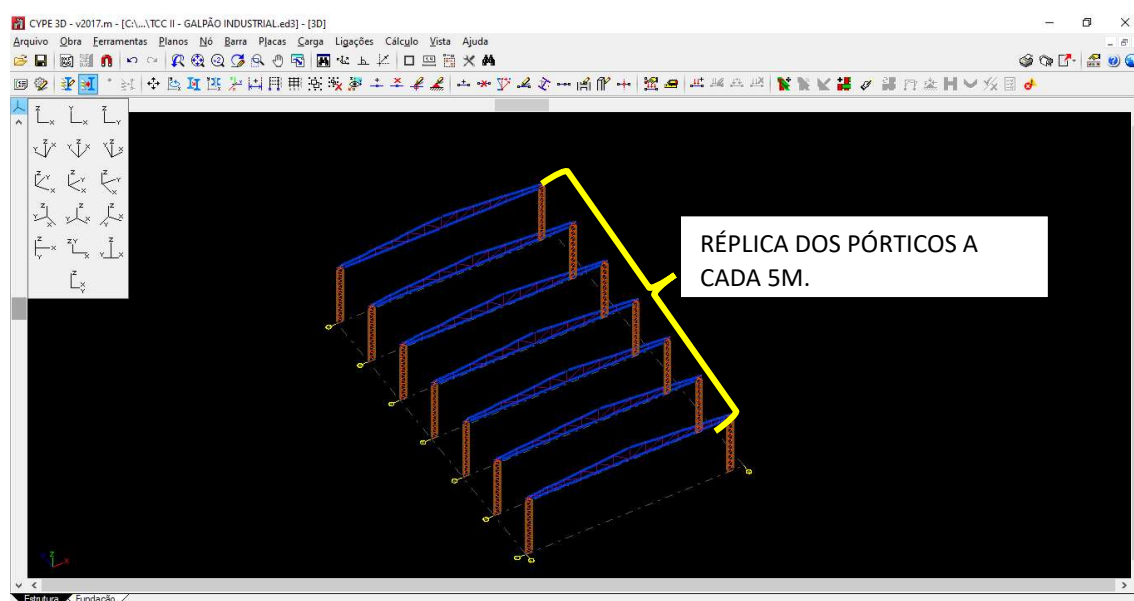 CYPE 3D - v2017.m - [C:\...\TCC II - GALPÃO INDUSTRIAL.ed3] - [3D]
Arquivo Obra Ferramentas Planos Nó Barra Placas Carga Ligações Cálculo Vista Ajuda
RÉPLICA DOS PÓRTICOS A
CADA 5M.
Estrutura Fundação